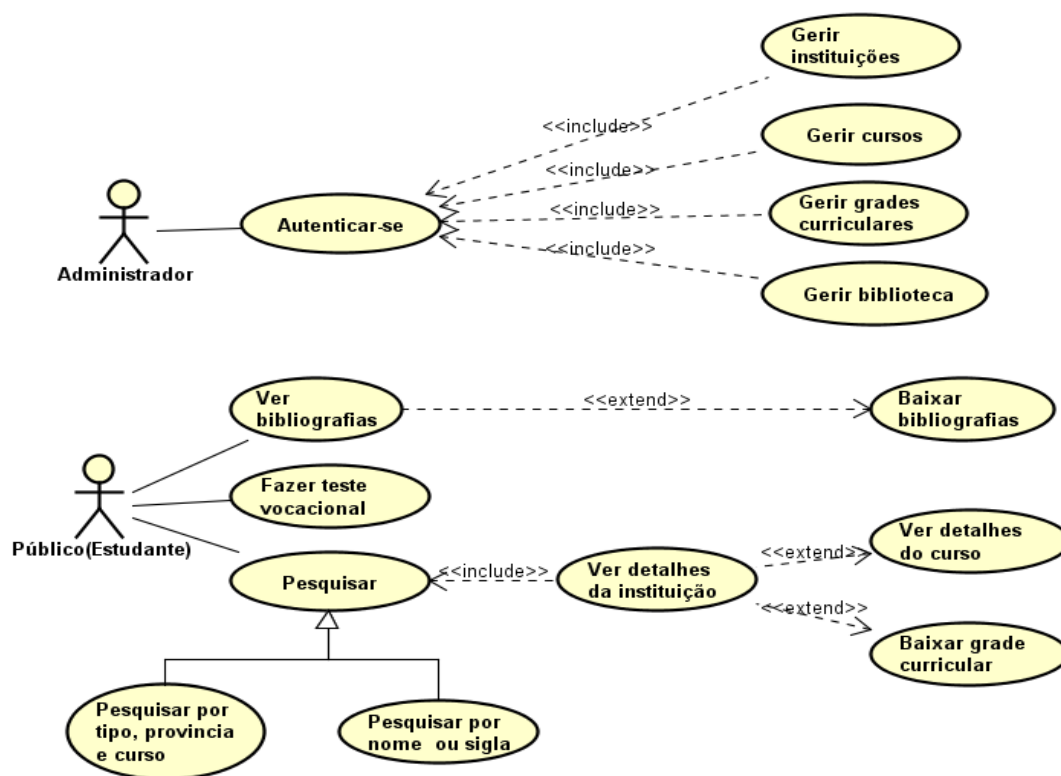 Gerir
instituições
<<include>>
Gerir cursos
<<include>>
Gerir grades
curriculares
<<include>>
Autenticar-se
<<include>>
Administrador
Gerir biblioteca
Ver
bibliografias
<<extend>>
Baixar
bibliografias
Fazer teste
vocacional
Público(Estudante)
Pesquisar
<<include>>
Ver detalhes
da instituição
<<extend>>
Ver detalhes
do curso
<<extend>>
Baixar grade
curricular
Pesquisar por
tipo, provincia
e curso
Pesquisar por
nome ou sigla